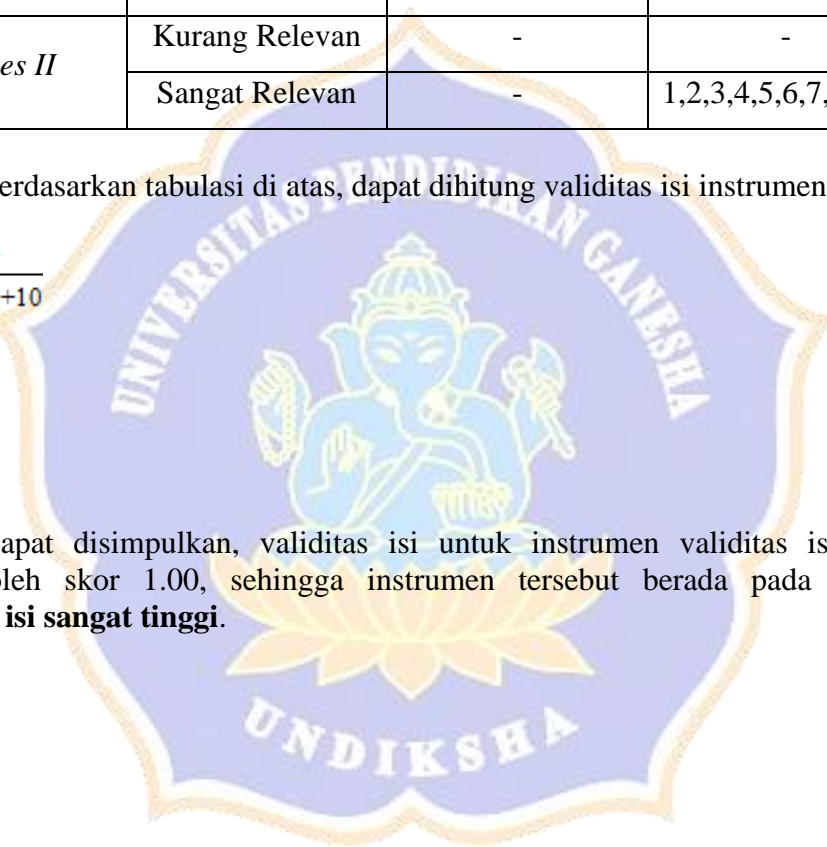 Kurang Relevan - -
es II
Sangat Relevan - 1,2,3,4,5,6,7,
erdasarkan tabulasi di atas, dapat dihitung validitas isi instrumen
+10
UNIVERSITAS PENDIDIKAN GANESHA
apat disimpulkan, validitas isi untuk instrumen validitas is
leh skor 1.00, sehingga instrumen tersebut berada pada
isi sangat tinggi.
UNDIKSHA